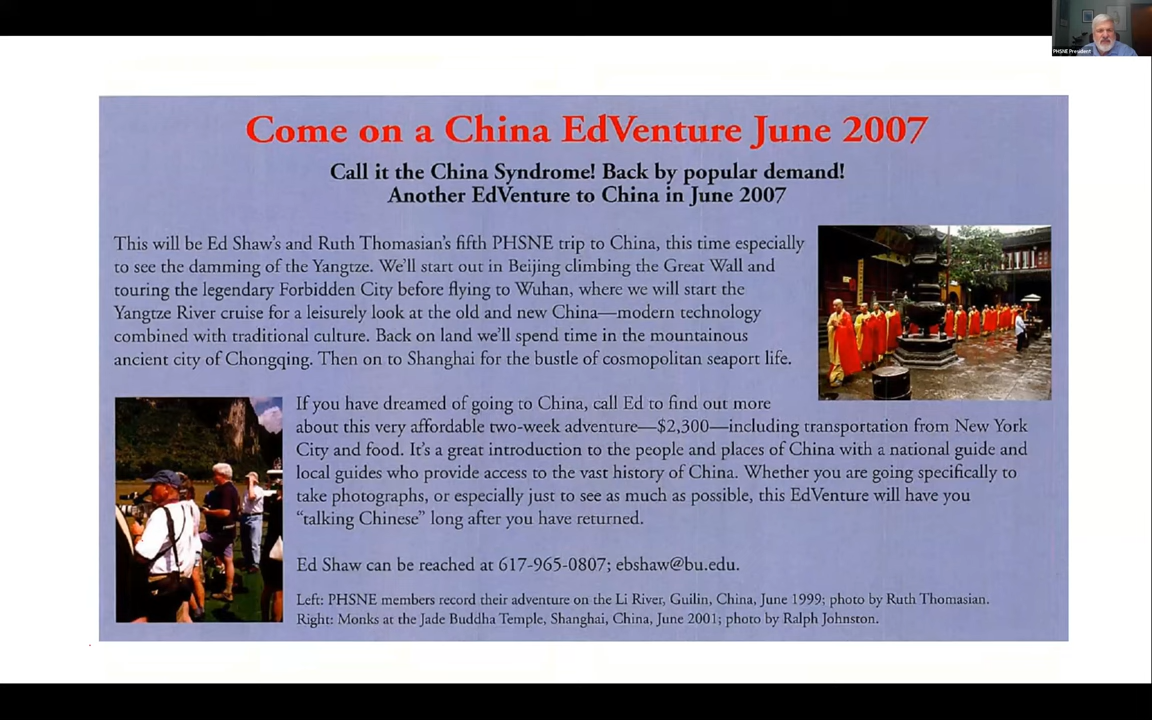 PHSNE President
Come on a China EdVenture June 2007
Call it the China Syndrome! Back by popular demand!
Another EdVenture to China in June 2007
This will be Ed Shaw's and Ruth Thomasian's fifth PHSNE trip to China, this time especially
to see the damming of the Yangtze. We'll start out in Beijing climbing the Great Wall and
touring the legendary Forbidden City before flying to Wuhan, where we will start the
Yangtze River cruise for a leisurely look at the old and new China—modern technology
combined with traditional culture. Back on land we'll spend time in the mountainous
ancient city of Chongqing. Then on to Shanghai for the bustle of cosmopolitan seaport life.
If you have dreamed of going to China, call Ed to find out more
about this very affordable two-week adventure—$2,300—including transportation from New York
City and food. It's a great introduction to the people and places of China with a national guide and
local guides who provide access to the vast history of China. Whether you are going specifically to
take photographs, or especially just to see as much as possible, this EdVenture will have you
"talking Chinese" long after you have returned.
Ed Shaw can be reached at 617-965-0807; ebshaw@bu.edu.
Left: PHSNE members record their adventure on the Li River, Guilin, China, June 1999; photo by Ruth Thomasian.
Right: Monks at the Jade Buddha Temple, Shanghai, China, June 2001; photo by Ralph Johnston.